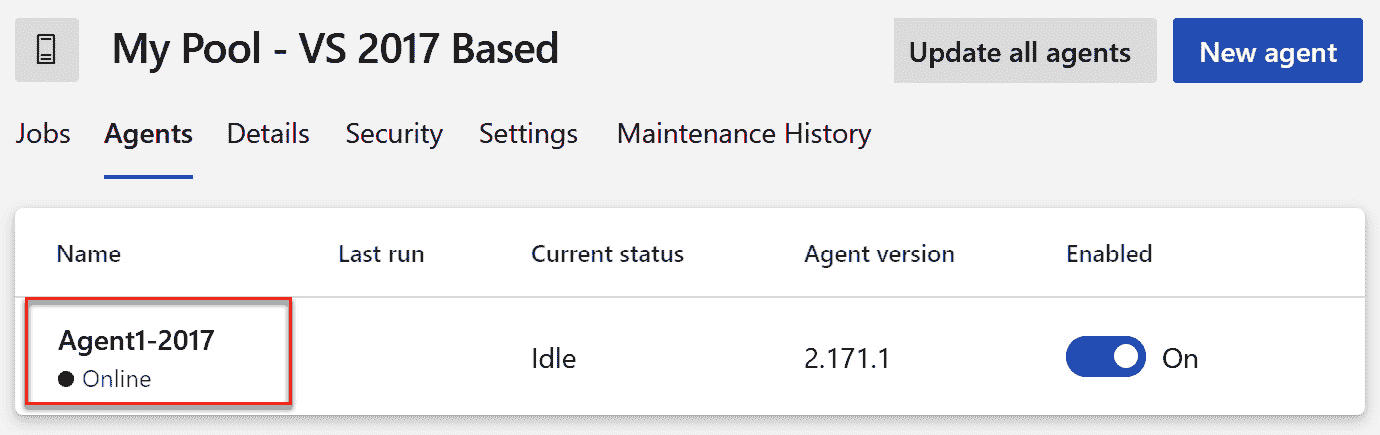 My Pool - VS 2017 Based
Update all agents
New agent
Jobs Agents Details Security Settings Maintenance History
Name Last run Current status Agent version Enabled
Agent1-2017
Online
Idle
2.171.1
On